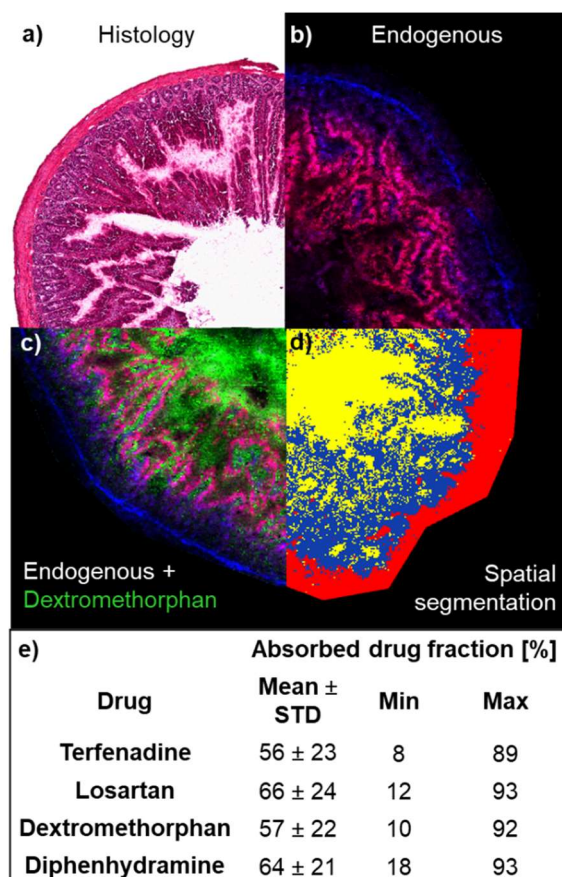 a) Histology
b) Endogenous
c)
d)
Endogenous +
Dextromethorphan
Spatial
segmentation
e) Absorbed drug fraction [%]
Drug Mean ± STD Min Max
Terfenadine 56 ± 23 8 89
Losartan 66 ± 24 12 93
Dextromethorphan 57 ± 22 10 92
Diphenhydramine 64 ± 21 18 93